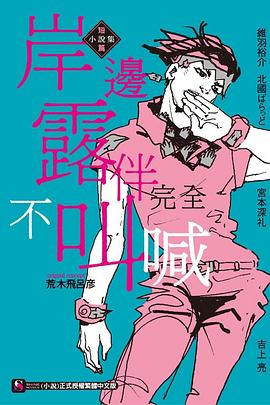 岸邊露伴完全不叫喊
短篇小說集
維羽裕介
北國ばらっど
宮本深礼
吉上 亮
original concept
荒木飛呂彦
(小說)正式授權繁體中文版